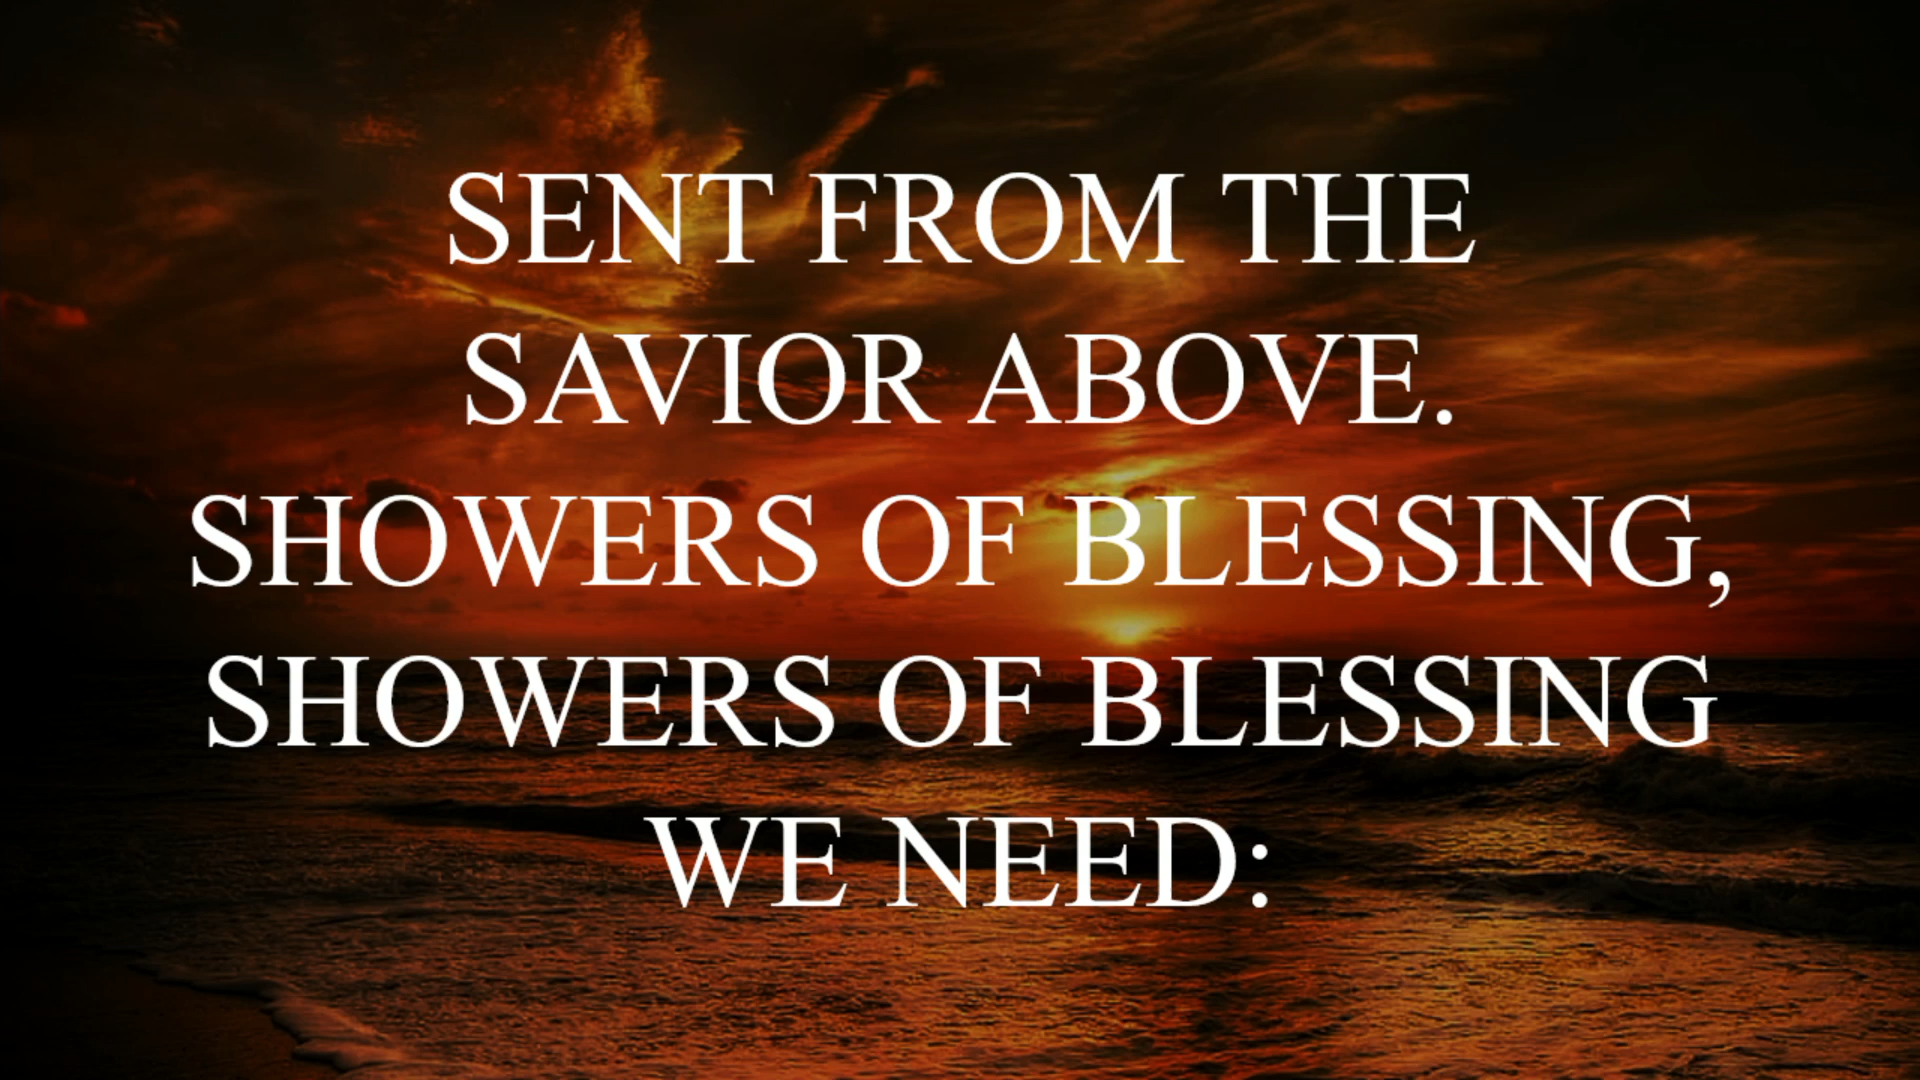 SENT FROM THE
SAVIOR ABOVE.
SHOWERS OF BLESSING,
SHOWERS OF BLESSING
WE NEED: